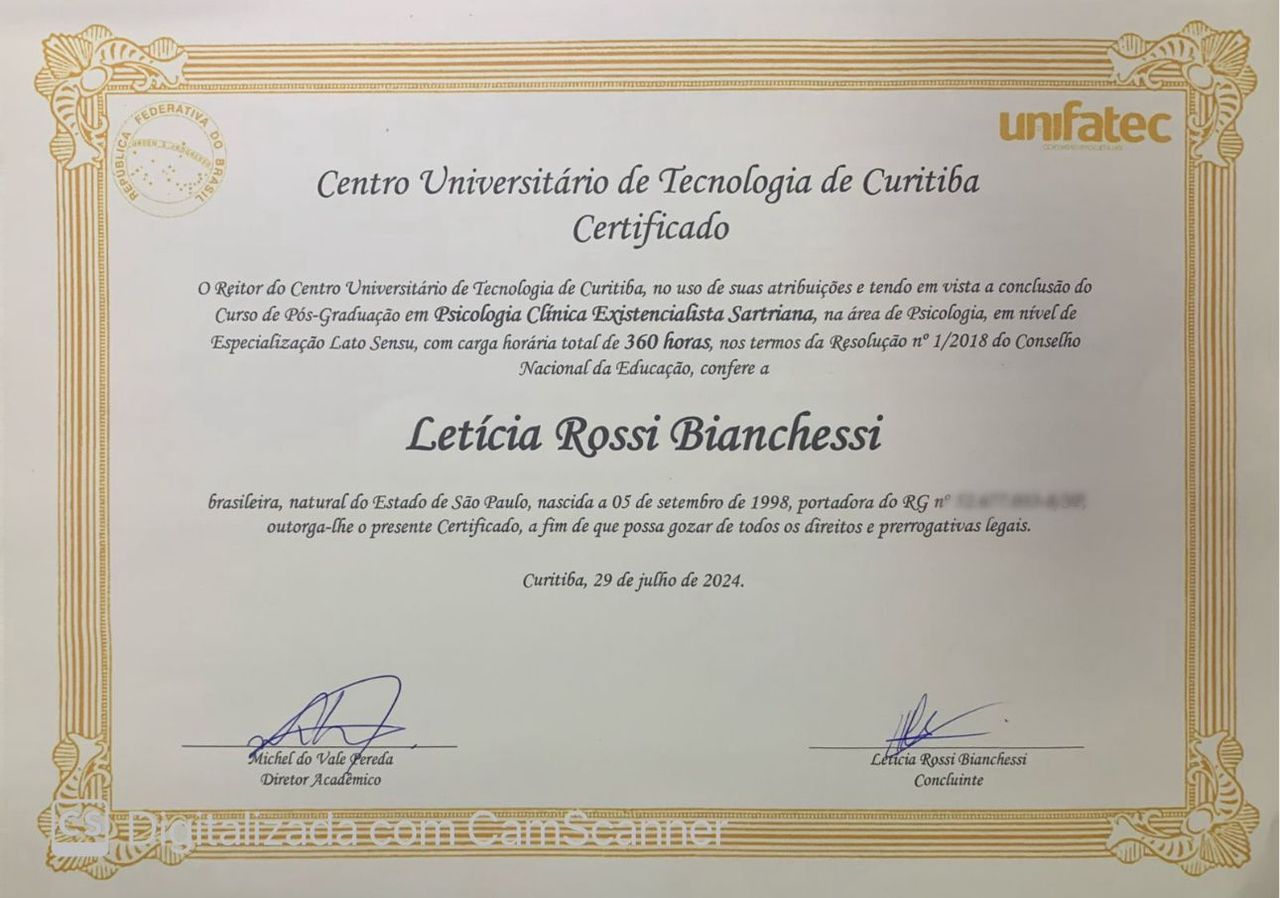 REPÚBLICA FEDERATIVA DO BRASIL
ORDEM E PROGRESSO
unifatec
Centro Universitário de Tecnologia de Curitiba
Certificado
O Reitor do Centro Universitário de Tecnologia de Curitiba, no uso de suas atribuições e tendo em vista a conclusão do
Curso de Pós-Graduação em Psicologia Clínica Existencialista Sartriana, na área de Psicologia, em nível de
Especialização Lato Sensu, com carga horária total de 360 horas, nos termos da Resolução nº 1/2018 do Conselho
Nacional da Educação, confere a
Letícia Rossi Bianchessi
brasileira, natural do Estado de São Paulo, nascida a 05 de setembro de 1998, portadora do RG nº
outorga-lhe o presente Certificado, a fim de que possa gozar de todos os direitos e prerrogativas legais.
Curitiba, 29 de julho de 2024.
Michel do Vale Pereda
Diretor Acadêmico
Letícia Rossi Bianchessi
Concluinte
CS Digitalizada com CamScanner